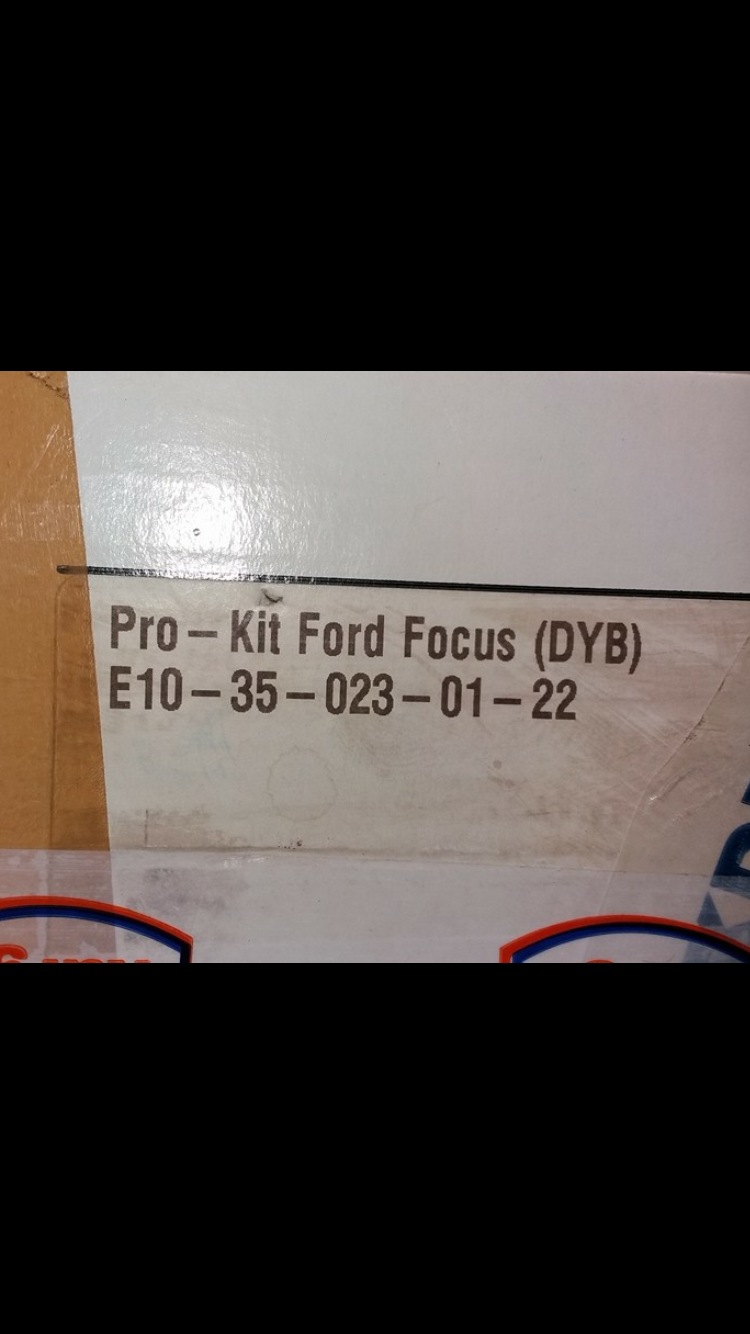 Pro – Kit Ford Focus (DYB)
E10 – 35 – 023 – 01 – 22